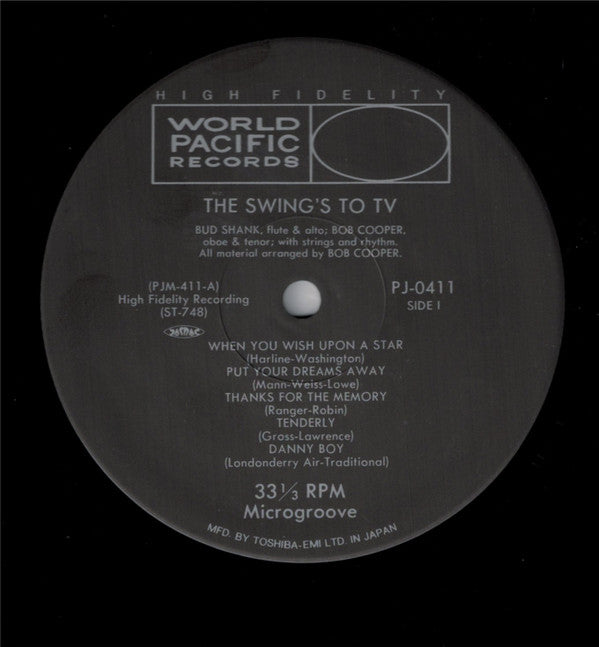 HIGH FIDELITY
WORLD
PACIFIC
RECORDS
THE SWING'S TO TV
BUD SHANK, flute & alto; BOB COOPER,
oboe & tenor; with strings and rhythm.
All material arranged by BOB COOPER.
(PJM-411-A)
High Fidelity Recording
(ST-748)
PJ-0411
SIDE I
WHEN YOU WISH UPON A STAR
(Harline-Washington)
PUT YOUR DREAMS AWAY
(Mann-Weiss-Lowe)
THANKS FOR THE MEMORY
(Ranger-Robin)
TENDERLY
(Gross-Lawrence)
DANNY BOY
(Londonderry Air-Traditional)
33 1/3 RPM
Microgroove
MFD. BY TOSHIBA-EMI LTD. IN JAPAN